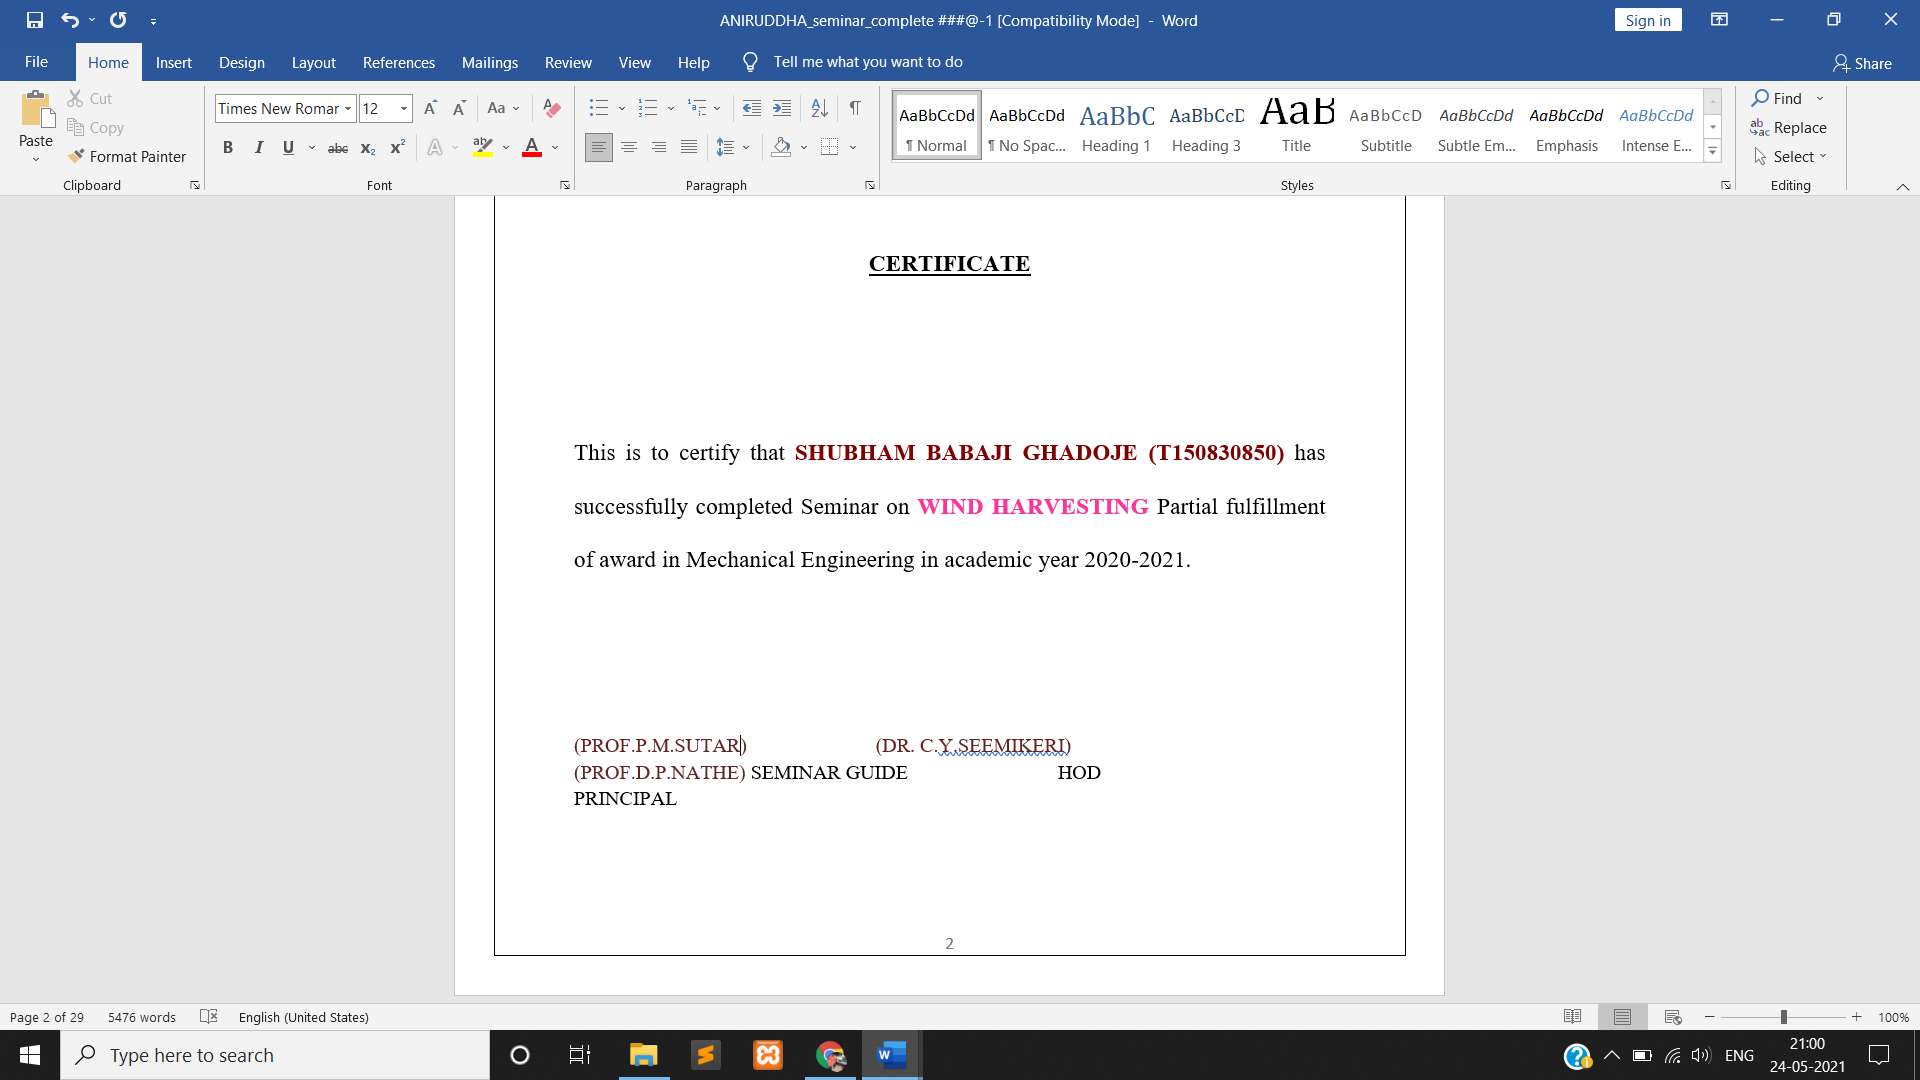 ANIRUDDHA_seminar_complete ###@-1 [Compatibility Mode] - Word
Sign in
File Home Insert Design Layout References Mailings Review View Help Tell me what you want to do
Share
Paste
Cut
Copy
Format Painter
Clipboard
Times New Romar 12
Aa
B I U abc x₂ x² A ab A
Font
Paragraph
AaBbCcDd AaBbCcDd AaBbC AaBbCcD AaB AaBbCcD AaBbCcDd AaBbCcDd AaBbCcDd
¶ Normal ¶ No Spac... Heading 1 Heading 3 Title Subtitle Subtle Em... Emphasis Intense E...
Styles
Find
Replace
Select
Editing
CERTIFICATE
This is to certify that SHUBHAM BABAJI GHADOJE (T150830850) has
successfully completed Seminar on WIND HARVESTING Partial fulfillment
of award in Mechanical Engineering in academic year 2020-2021.
(PROF.P.M.SUTAR) (DR. C.Y.SEEMIKERI)
(PROF.D.P.NATHE) SEMINAR GUIDE HOD
PRINCIPAL
2
Page 2 of 29 5476 words English (United States) 100%
Type here to search
ENG
21:00
24-05-2021